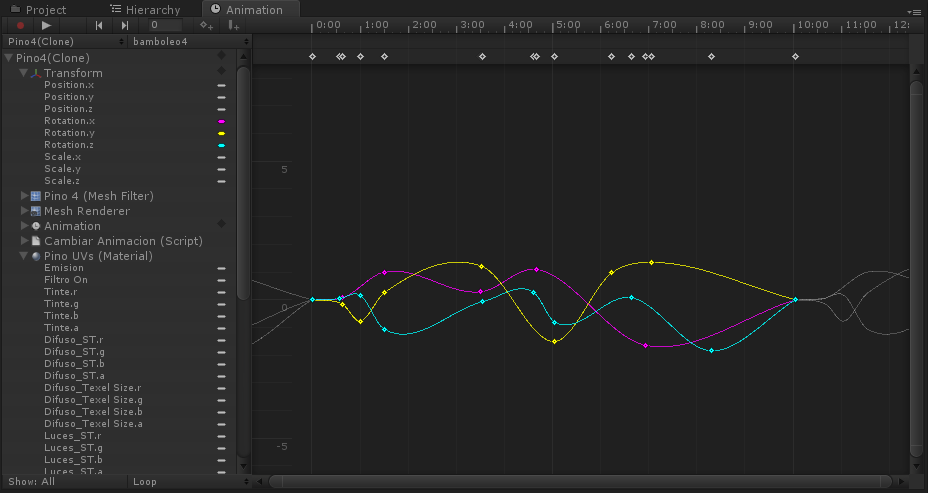 Project Hierarchy Animation
0 0:00 1:00 2:00 3:00 4:00 5:00 6:00 7:00 8:00 9:00 10:00 11:00 12:
Pino4(Clone) bamboleo4
Pino4(Clone)
Transform
Position.x
Position.y
Position.z
Rotation.x
Rotation.y
Rotation.z
Scale.x
Scale.y
Scale.z
Pino 4 (Mesh Filter)
Mesh Renderer
Animation
Cambiar Animacion (Script)
Pino UVs (Material)
Emision
Filtro On
Tinte.r
Tinte.g
Tinte.b
Tinte.a
Difuso_ST.r
Difuso_ST.g
Difuso_ST.b
Difuso_ST.a
Difuso_Texel Size.r
Difuso_Texel Size.g
Difuso_Texel Size.b
Difuso_Texel Size.a
Luces_ST.r
Luces_ST.g
Luces_ST.b
Luces_ST.a
Show: All Loop
5
0
-5